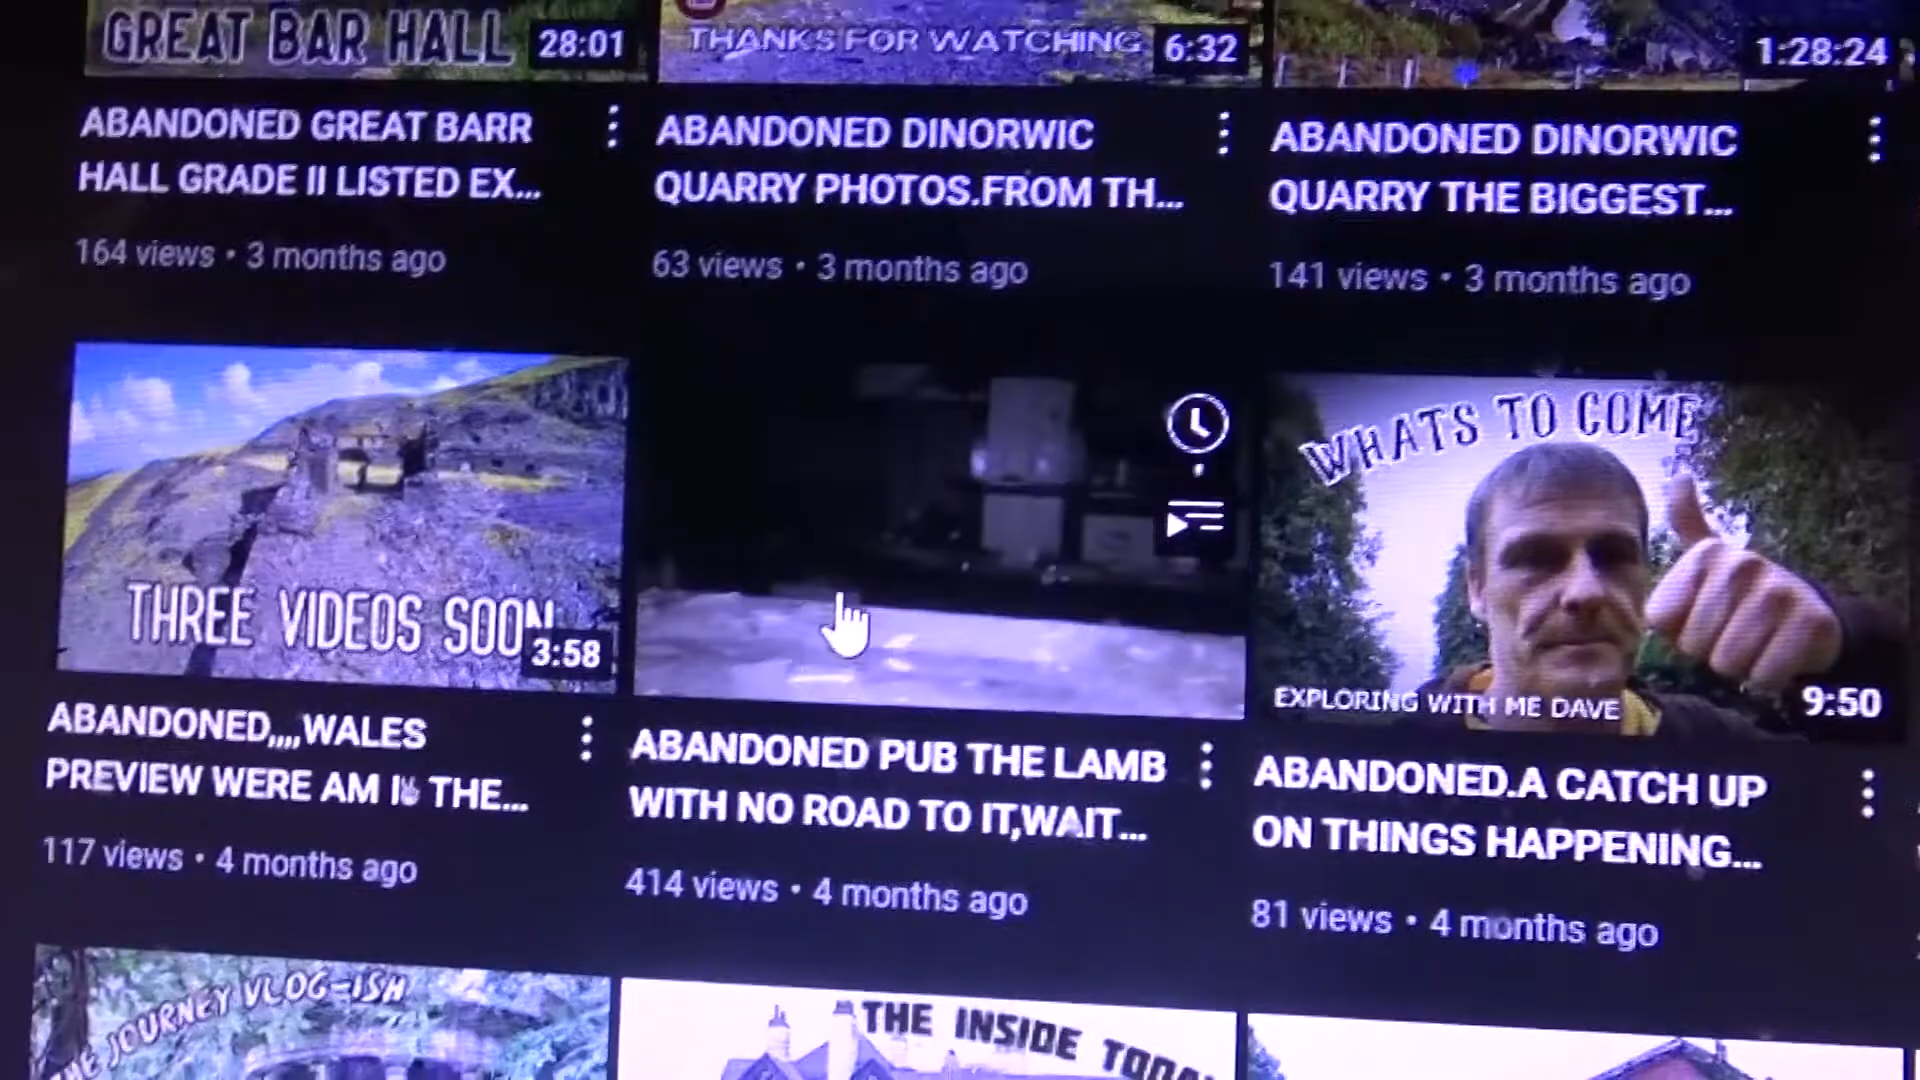 GREAT BAR HALL
28:01
THANKS FOR WATCHING
6:32
1:28:24
ABANDONED GREAT BARR
HALL GRADE II LISTED EX...
164 views • 3 months ago
ABANDONED DINORWIC
QUARRY PHOTOS.FROM TH...
63 views • 3 months ago
ABANDONED DINORWIC
QUARRY THE BIGGEST...
141 views • 3 months ago
THREE VIDEOS SOON
3:58
WHATS TO COME
EXPLORING WITH ME DAVE
9:50
ABANDONED,,,,WALES
PREVIEW WERE AM I THE...
117 views • 4 months ago
ABANDONED PUB THE LAMB
WITH NO ROAD TO IT,WAIT...
414 views • 4 months ago
ABANDONED.A CATCH UP
ON THINGS HAPPENING...
81 views • 4 months ago
THE JOURNEY VLOG-ISH
THE INSIDE TODAY